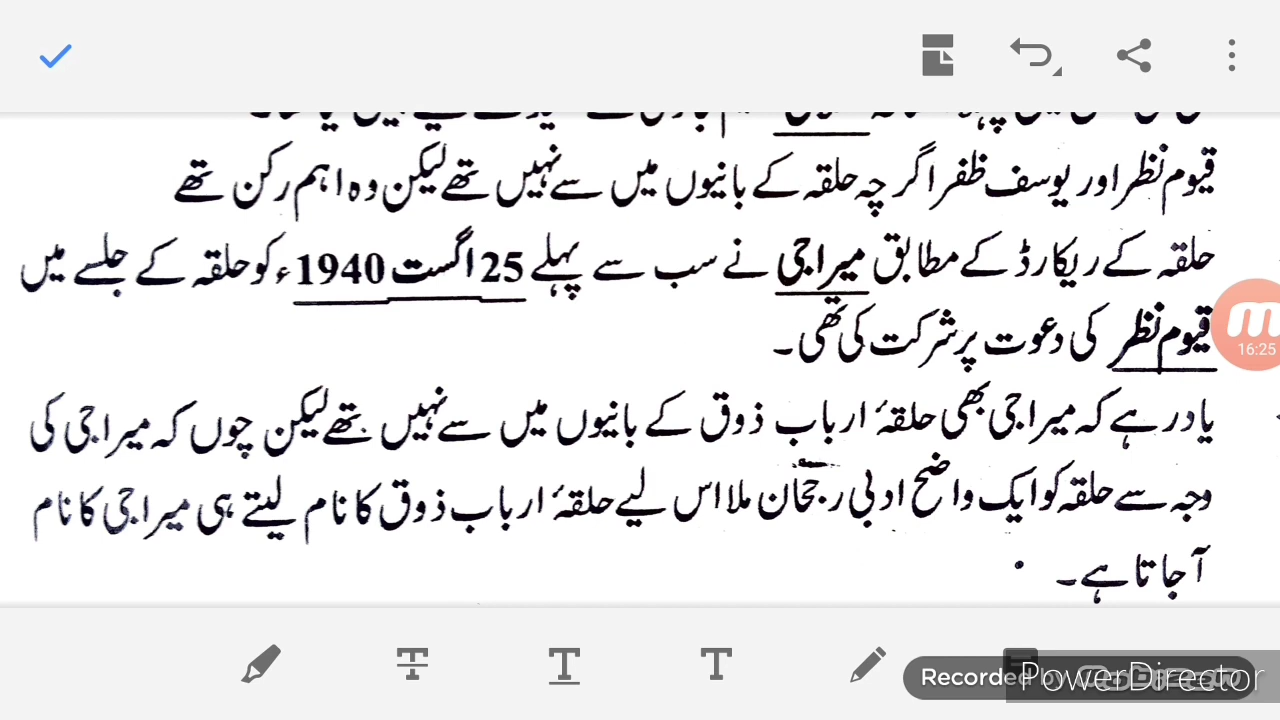 قیوم نظر اور یوسف ظفر اگر چہ حلقہ کے بانیوں میں سے نہیں تھے لیکن وہ اہم رکن تھے
حلقہ کے ریکارڈ کے مطابق میراجی نے سب سے پہلے 25 اگست 1940ء کو حلقہ کے جلسے میں
قیوم نظر کی دعوت پر شرکت کی تھی۔
16:25
یاد رہے کہ میراجی بھی حلقۂ ارباب ذوق کے بانیوں میں سے نہیں تھے لیکن چوں کہ میراجی کی
وجہ سے حلقہ کو ایک واضح ادبی رجحان ملا اس لیے حلقۂ ارباب ذوق کا نام لیتے ہی میراجی کا نام
آجاتا ہے۔
T T T
Recorded by
PowerDirector